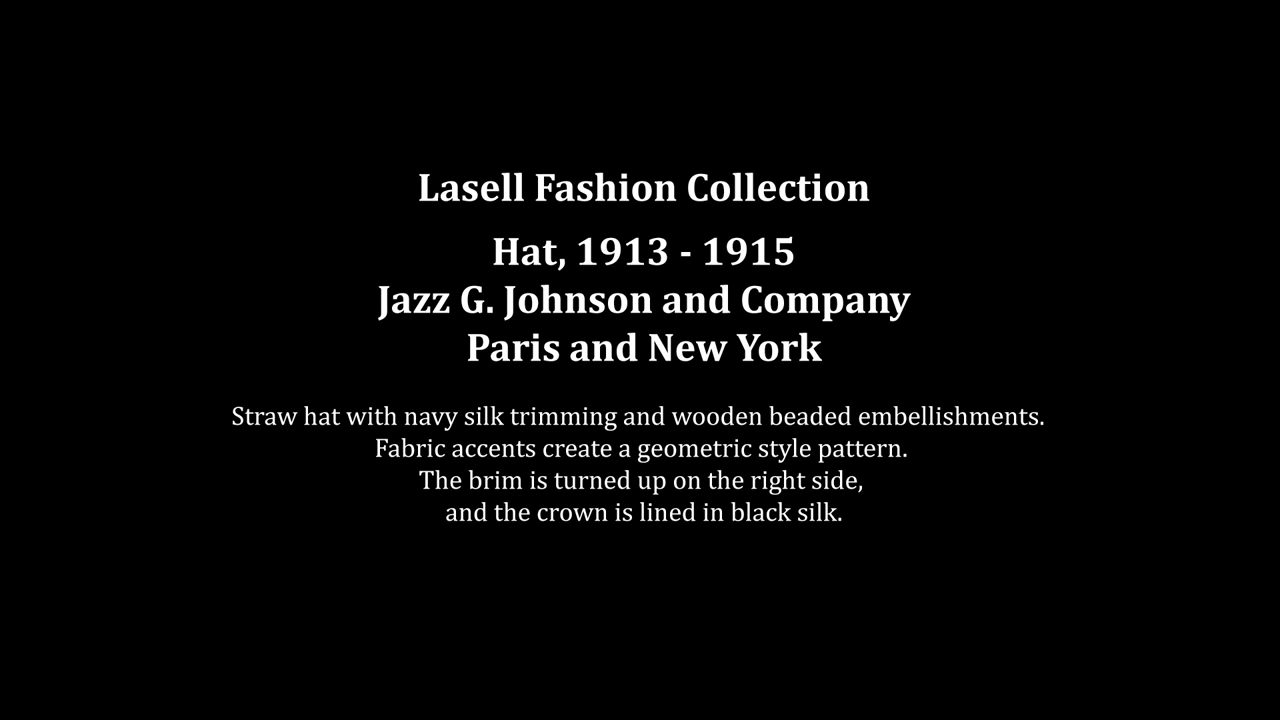 Lasell Fashion Collection
Hat, 1913 - 1915
Jazz G. Johnson and Company
Paris and New York
Straw hat with navy silk trimming and wooden beaded embellishments.
Fabric accents create a geometric style pattern.
The brim is turned up on the right side,
and the crown is lined in black silk.